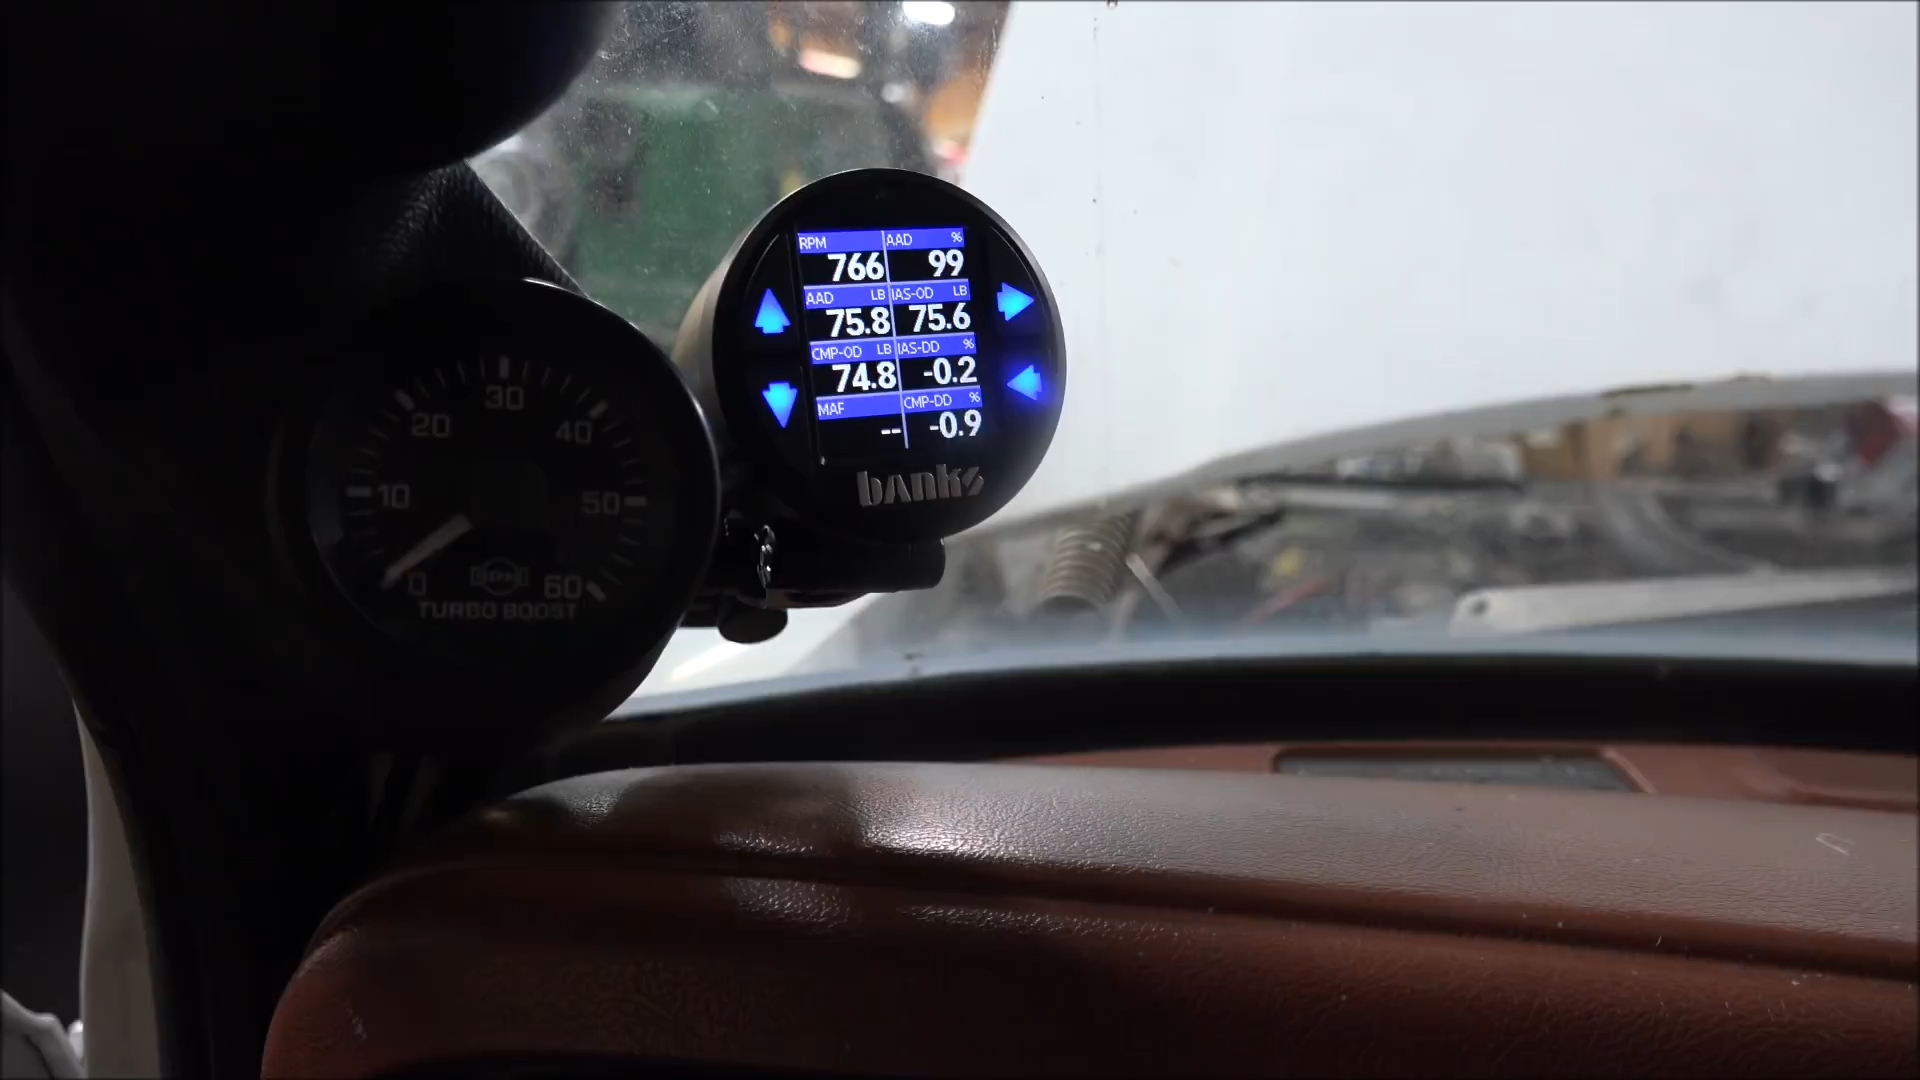 RPM AAD %
766 99
AAD LB IAS-OD LB
75.8 75.6
CMP-OD LB IAS-DD %
74.8 -0.2
MAF CMP-DD %
-- -0.9
banks
30
20 40
10 50
0 60
TURBO BOOST